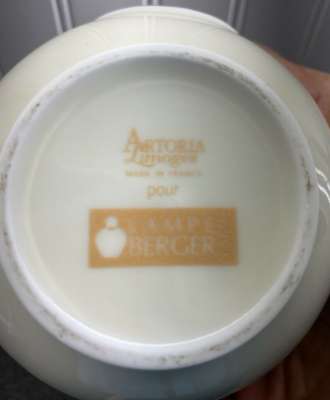 ARTORIA
Limoges
MADE IN FRANCE
pour
LAMPE
BERGER